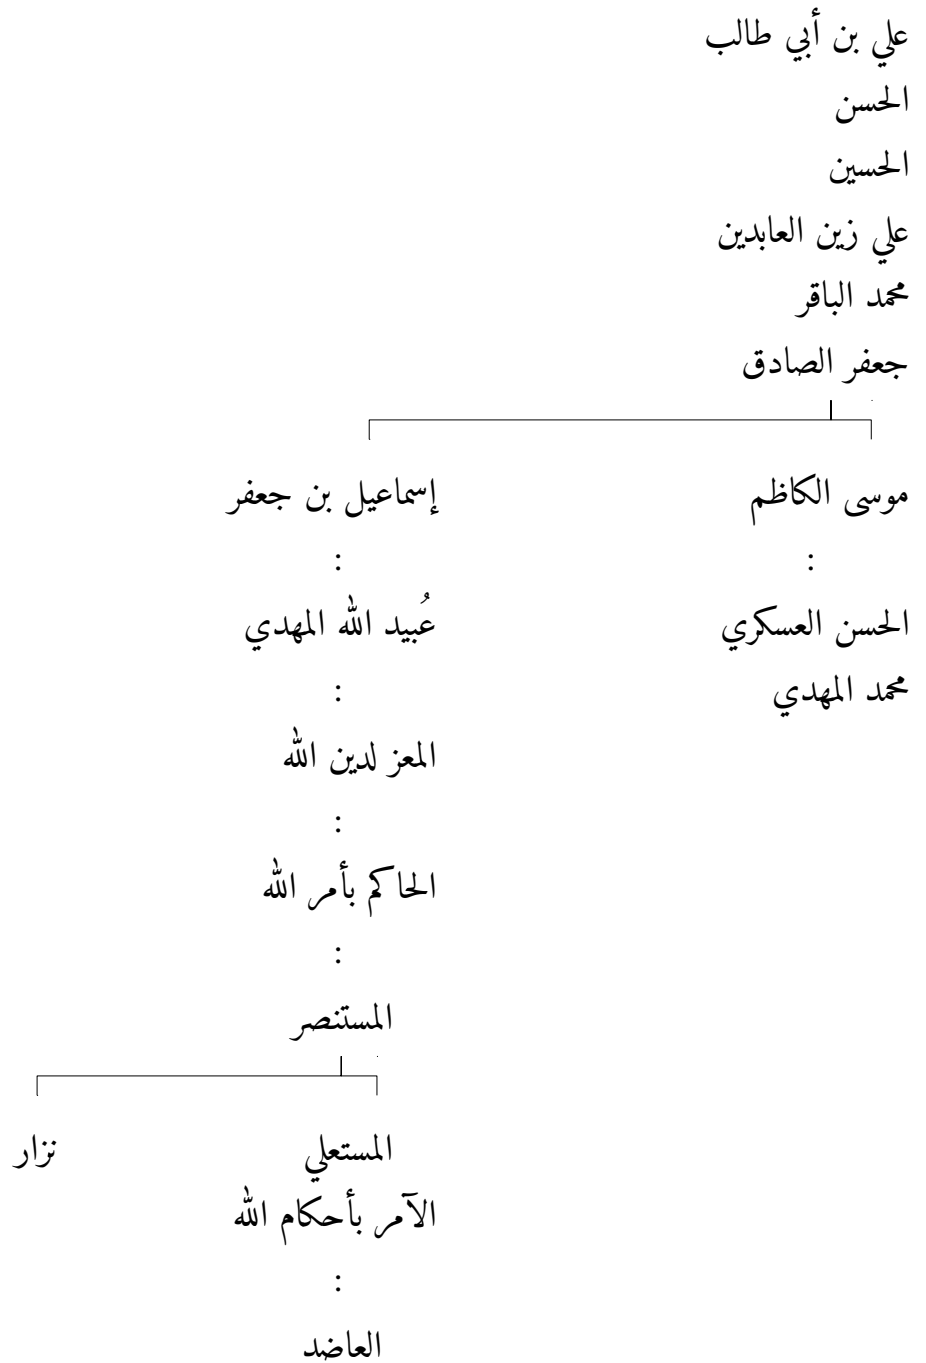 علي بن أبي طالب
الحسن
الحسين
علي زين العابدين
محمد الباقر
جعفر الصادق
موسى الكاظم إسماعيل بن جعفر
: :
الحسن العسكري عُبيد الله المهدي
محمد المهدي :
المعز لدين الله
:
الحاكم بأمر الله
:
المستنصر
المستعلي نزار
الآمر بأحكام الله
:
العاضد